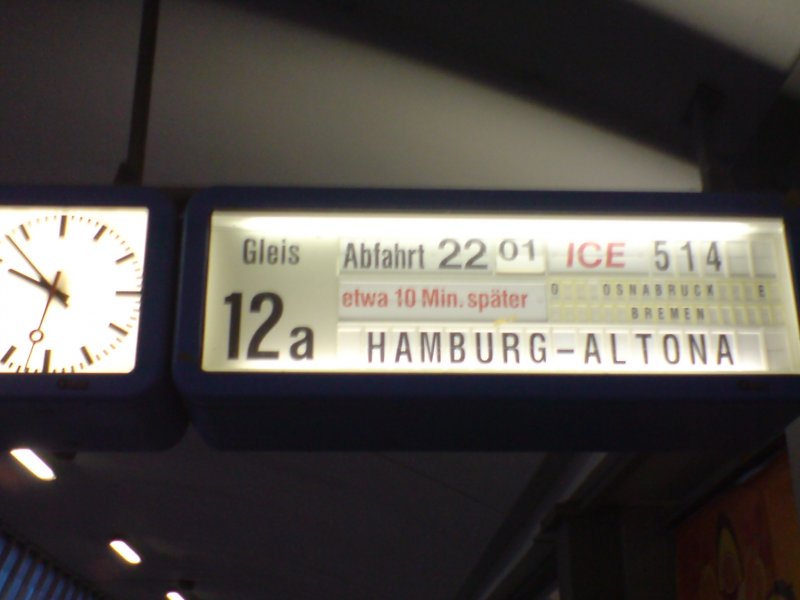 Gleis
12a
Abfahrt 22 01 ICE 514
etwa 10 Min. später
OSNABRUCK
BREMEN
HAMBURG-ALTONA